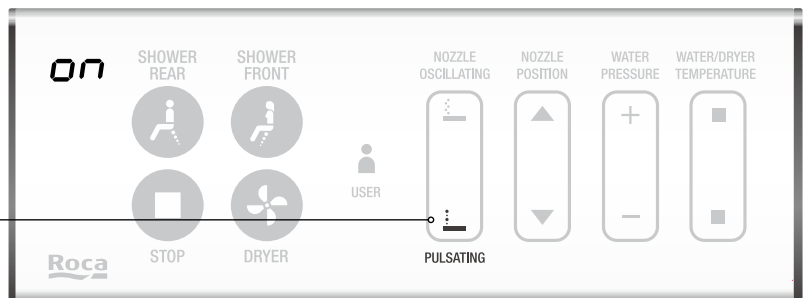 on
SHOWER
REAR
SHOWER
FRONT
NOZZLE
OSCILLATING
NOZZLE
POSITION
WATER
PRESSURE
WATER/DRYER
TEMPERATURE
USER
STOP
DRYER
PULSATING
Roca